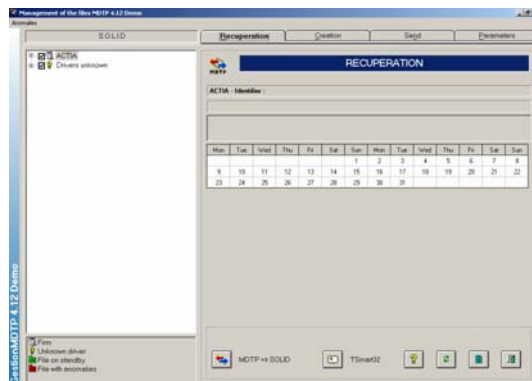 Management of the files MDTP 4.12 Demo
Anomalies
SOLID
Recuperation
Creation
Send
Parameters
ACTIA
Drivers unknown
MDTP
RECUPERATION
ACTIA - Identifier :
Mon Tue Wed Thu Fri Sat Sun Mon Tue Wed Thu Fri Sat Sun
1 2 3 4 5 6 7 8
9 10 11 12 13 14 15 16 17 18 19 20 21 22
23 24 25 26 27 28 29 30 31
GestionMDTP 4.12 Demo
Firm
Unknown driver
File on standby
File with anomalies
MDTP => SOLID
TSmart32